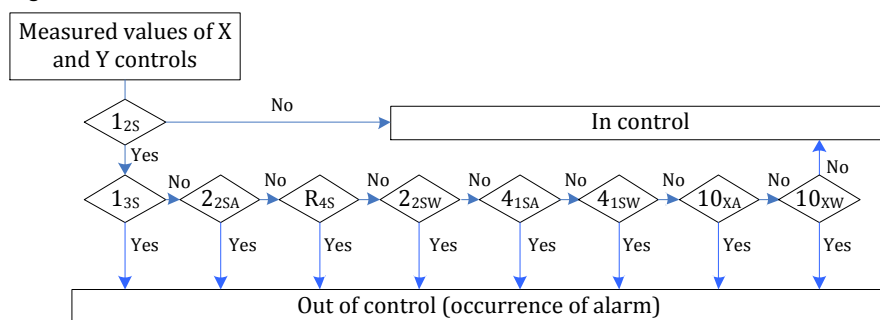 Measured values of X
and Y controls
No
1₂S
In control
Yes
No
No
No
No
No
No
No
No
1₃S
2₂SA
R₄S
2₂SW
4₁SA
4₁SW
10XA
10XW
Yes
Yes
Yes
Yes
Yes
Yes
Yes
Yes
Out of control (occurrence of alarm)